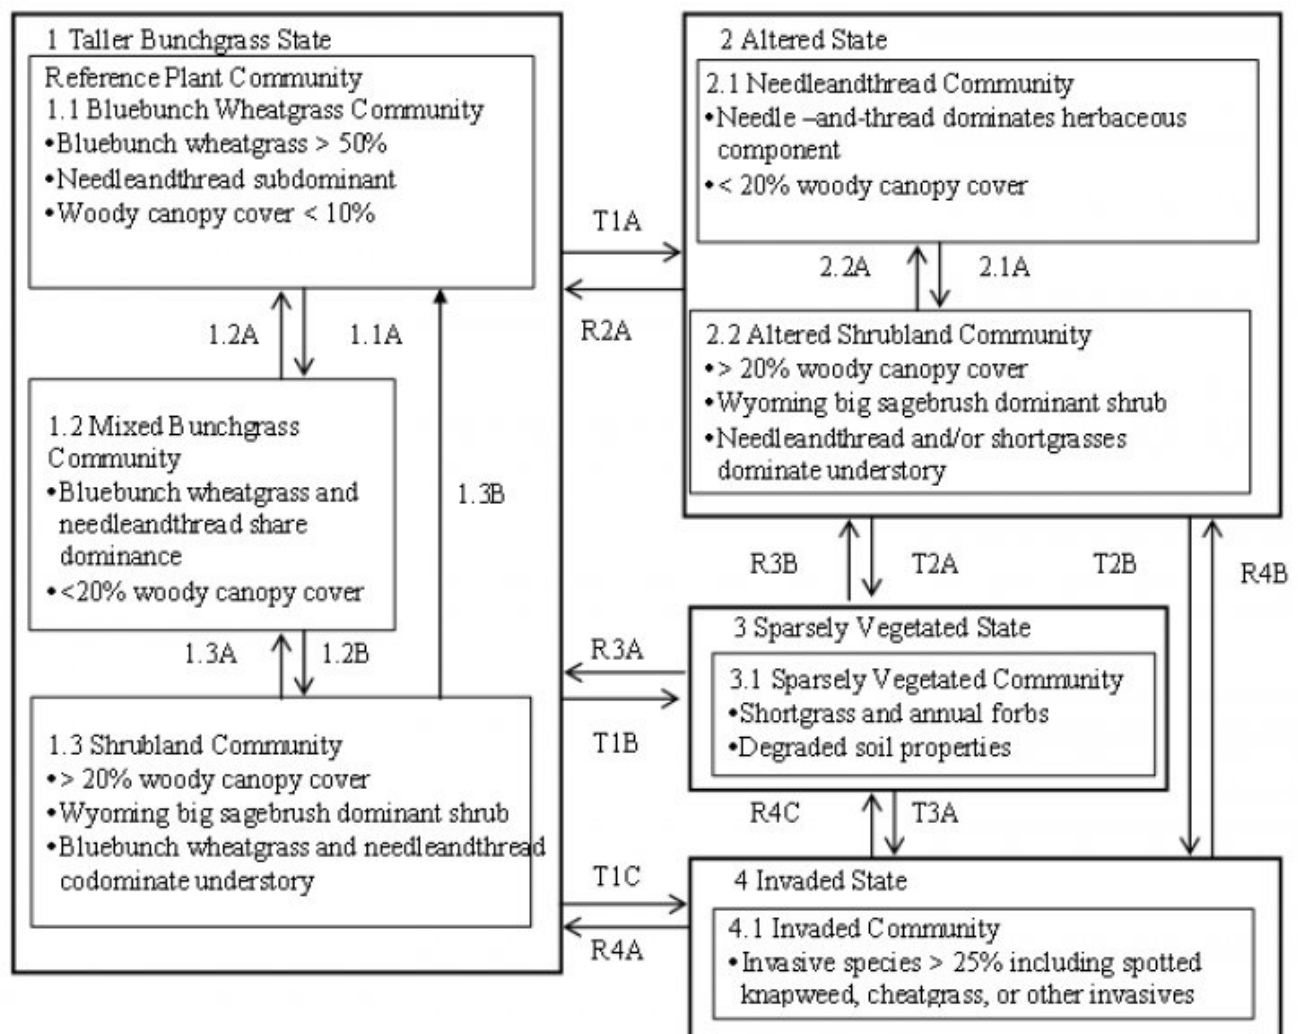 1 Taller Bunchgrass State
Reference Plant Community
1.1 Bluebunch Wheatgrass Community
•Bluebunch wheatgrass > 50%
•Needleandthread subdominant
•Woody canopy cover < 10%
1.2A
1.1A
1.2 Mixed Bunchgrass
Community
•Bluebunch wheatgrass and
needleandthread share
dominance
•<20% woody canopy cover
1.3B
1.3A
1.2B
1.3 Shrubland Community
•> 20% woody canopy cover
•Wyoming big sagebrush dominant shrub
•Bluebunch wheatgrass and needleandthread
codominate understory
T1A
R2A
R3A
T1B
T1C
R4A
2 Altered State
2.1 Needleandthread Community
•Needle –and-thread dominates herbaceous
component
•< 20% woody canopy cover
2.2A
2.1A
2.2 Altered Shrubland Community
•> 20% woody canopy cover
•Wyoming big sagebrush dominant shrub
•Needleandthread and/or shortgrasses
dominate understory
R3B
T2A
T2B
R4B
3 Sparsely Vegetated State
3.1 Sparsely Vegetated Community
•Shortgrass and annual forbs
•Degraded soil properties
R4C
T3A
4 Invaded State
4.1 Invaded Community
•Invasive species > 25% including spotted
knapweed, cheatgrass, or other invasives